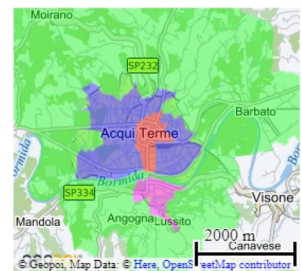 Moirano
SP232
Acqui Terme
Barbato
Bormida
Bormida
SP334
Visone
Mandola
Angogna
Lussito
2000 m
Canavese
© Geopoi, Map Data: © Here, OpenStreetMap contributor